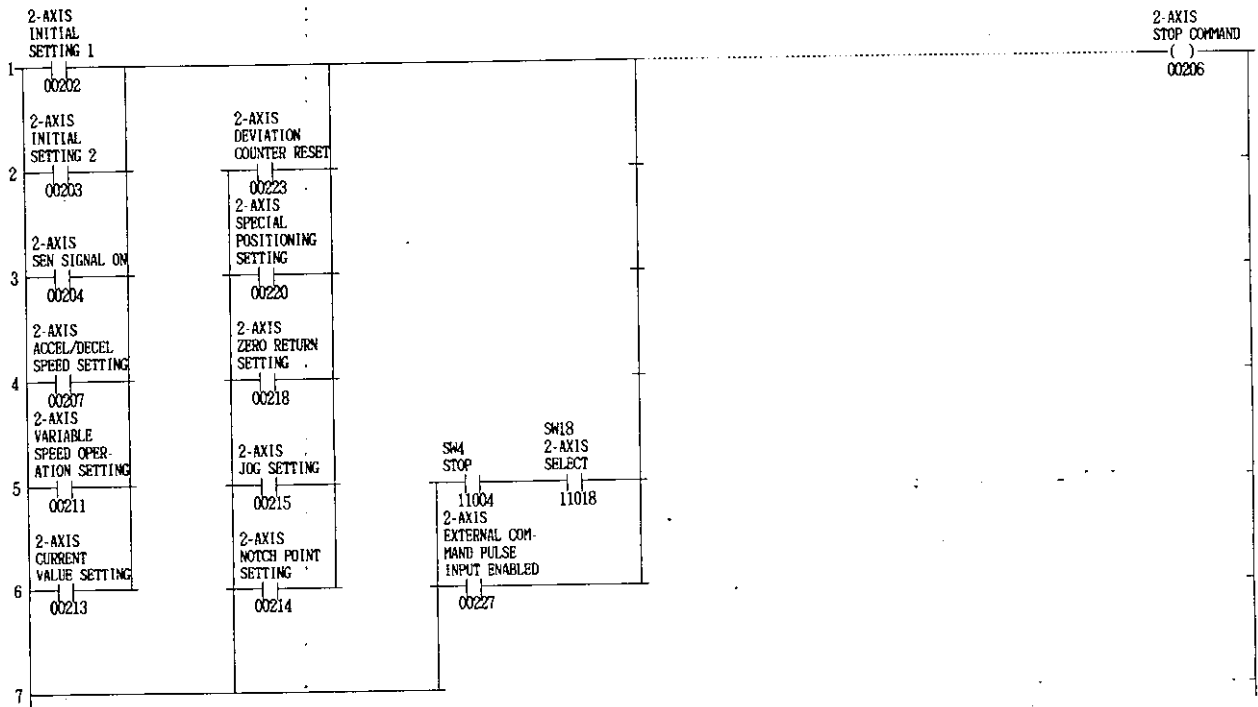 2-AXIS
INITIAL
SETTING 1
1
00202
2-AXIS
STOP COMMAND
( )
00206
2-AXIS
INITIAL
SETTING 2
2
00203
2-AXIS
DEVIATION
COUNTER RESET
00223
2-AXIS
SEN SIGNAL ON
3
00204
2-AXIS
SPECIAL
POSITIONING
SETTING
00220
2-AXIS
ACCEL/DECEL
SPEED SETTING
4
00207
2-AXIS
ZERO RETURN
SETTING
00218
2-AXIS
VARIABLE
SPEED OPER-
ATION SETTING
5
00211
2-AXIS
JOG SETTING
00215
SW4
STOP
11004
SW18
2-AXIS
SELECT
11018
2-AXIS
CURRENT
VALUE SETTING
6
00213
2-AXIS
NOTCH POINT
SETTING
00214
2-AXIS
EXTERNAL COM-
MAND PULSE
INPUT ENABLED
00227
7